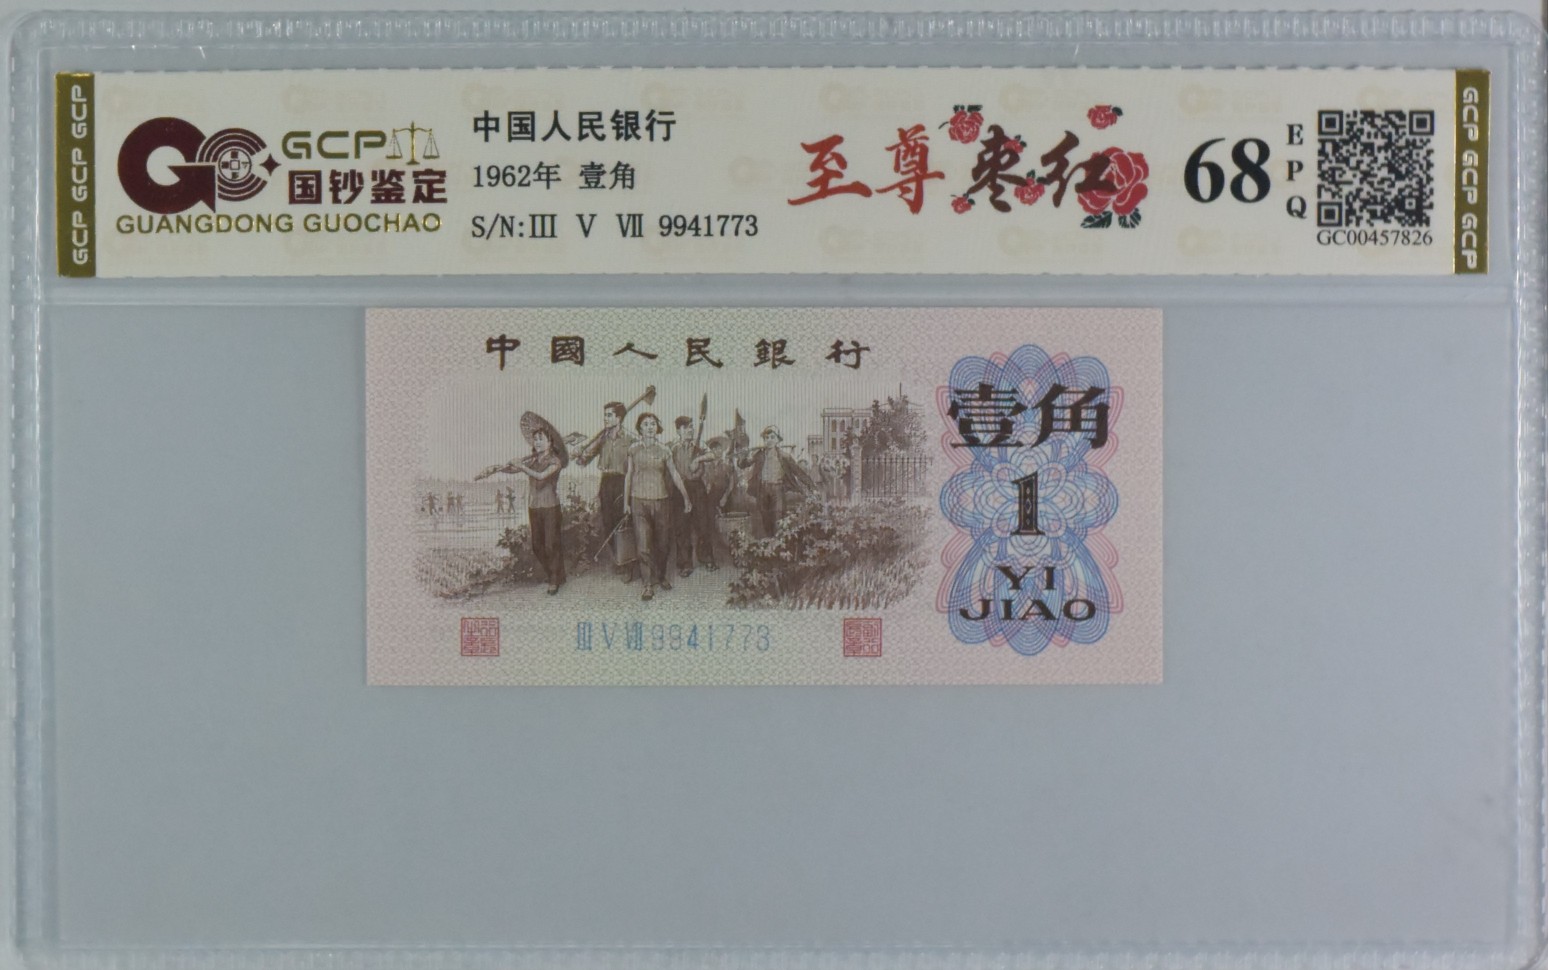 GCP GCP GCP
GCP
国钞鉴定
GUANGDONG GUOCHAO
中国人民银行
1962年 壹角
S/N:III V VII 9941773
至尊枣红
68
EPQ
GC00457826
GCP GCP GCP
中國人民銀行
壹角
1
YI
JIAO
III V VII 9941773